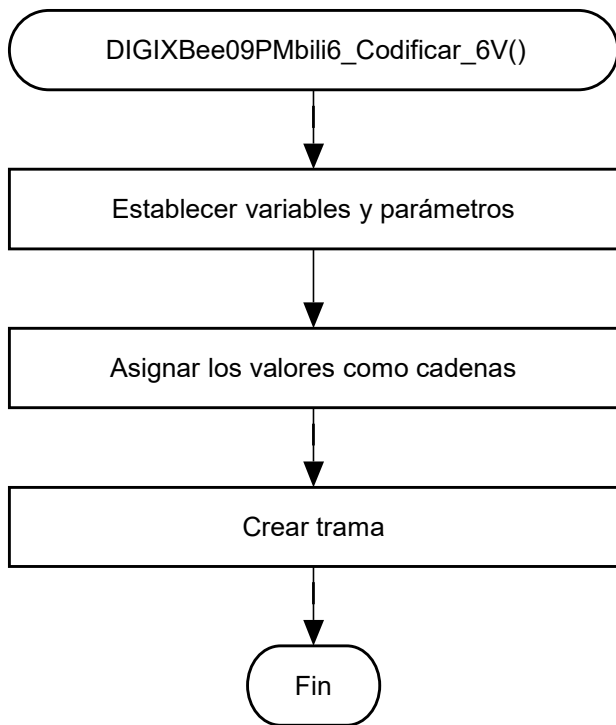 DIGIXBee09PMbili6_Codificar_6V()
Establecer variables y parámetros
Asignar los valores como cadenas
Crear trama
Fin